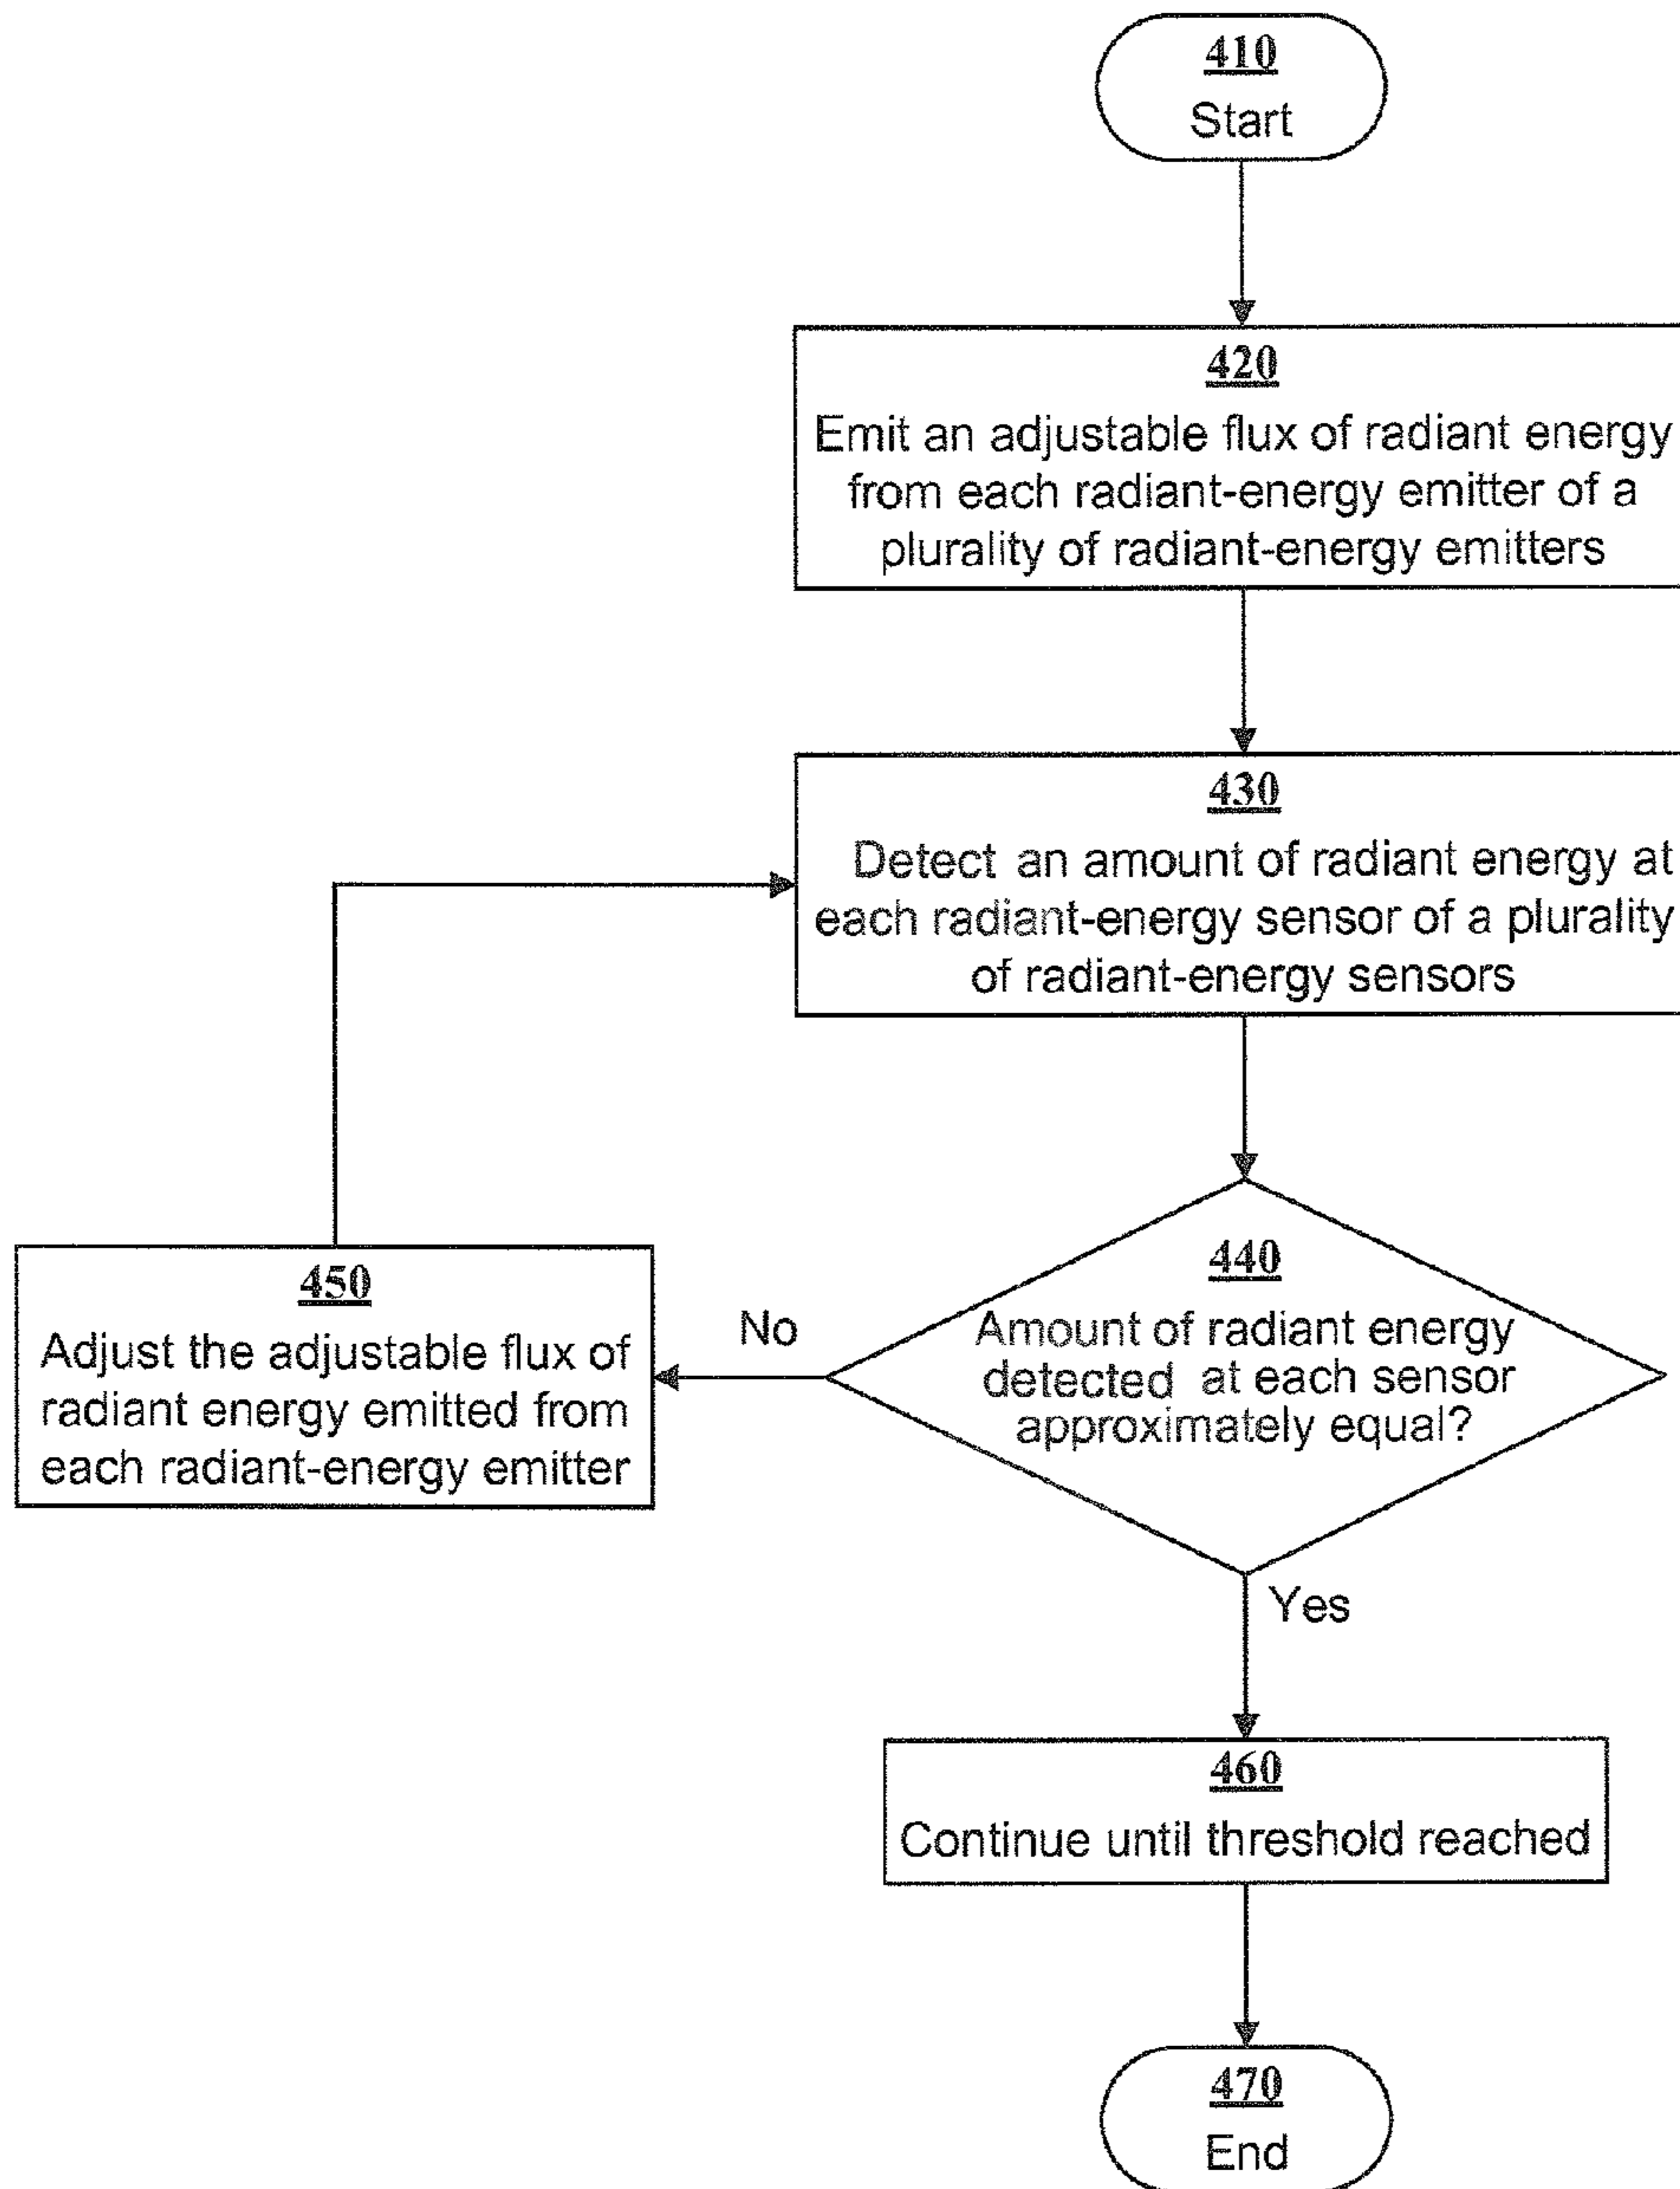 410
Start
420
Emit an adjustable flux of radiant energy
from each radiant-energy emitter of a
plurality of radiant-energy emitters
430
Detect an amount of radiant energy at
each radiant-energy sensor of a plurality
of radiant-energy sensors
440
Amount of radiant energy
detected at each sensor
approximately equal?
No
450
Adjust the adjustable flux of
radiant energy emitted from
each radiant-energy emitter
Yes
460
Continue until threshold reached
470
End